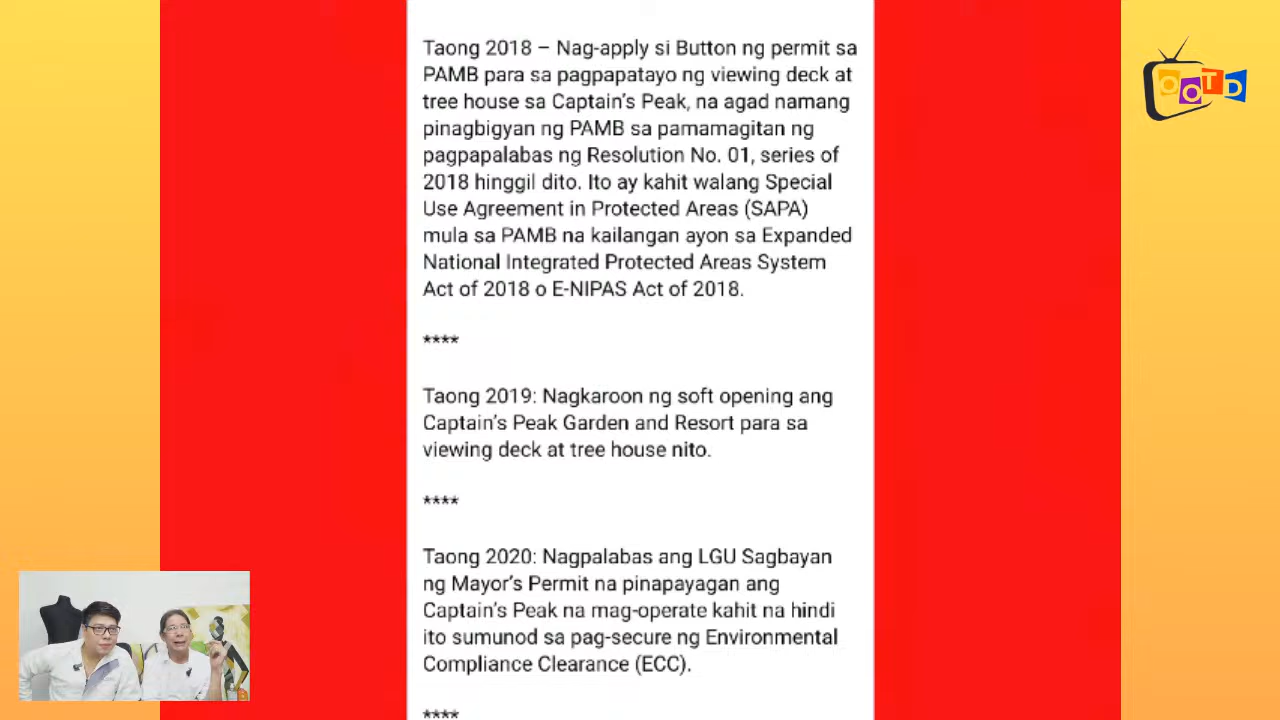 Taong 2018 – Nag-apply si Button ng permit sa
PAMB para sa pagpapatayo ng viewing deck at
tree house sa Captain’s Peak, na agad namang
pinagbigyan ng PAMB sa pamamagitan ng
pagpapalabas ng Resolution No. 01, series of
2018 hinggil dito. Ito ay kahit walang Special
Use Agreement in Protected Areas (SAPA)
mula sa PAMB na kailangan ayon sa Expanded
National Integrated Protected Areas System
Act of 2018 o E-NIPAS Act of 2018.
****
Taong 2019: Nagkaroon ng soft opening ang
Captain’s Peak Garden and Resort para sa
viewing deck at tree house nito.
****
Taong 2020: Nagpalabas ang LGU Sagbayan
ng Mayor’s Permit na pinapayagan ang
Captain’s Peak na mag-operate kahit na hindi
ito sumunod sa pag-secure ng Environmental
Compliance Clearance (ECC).
****
OOTD